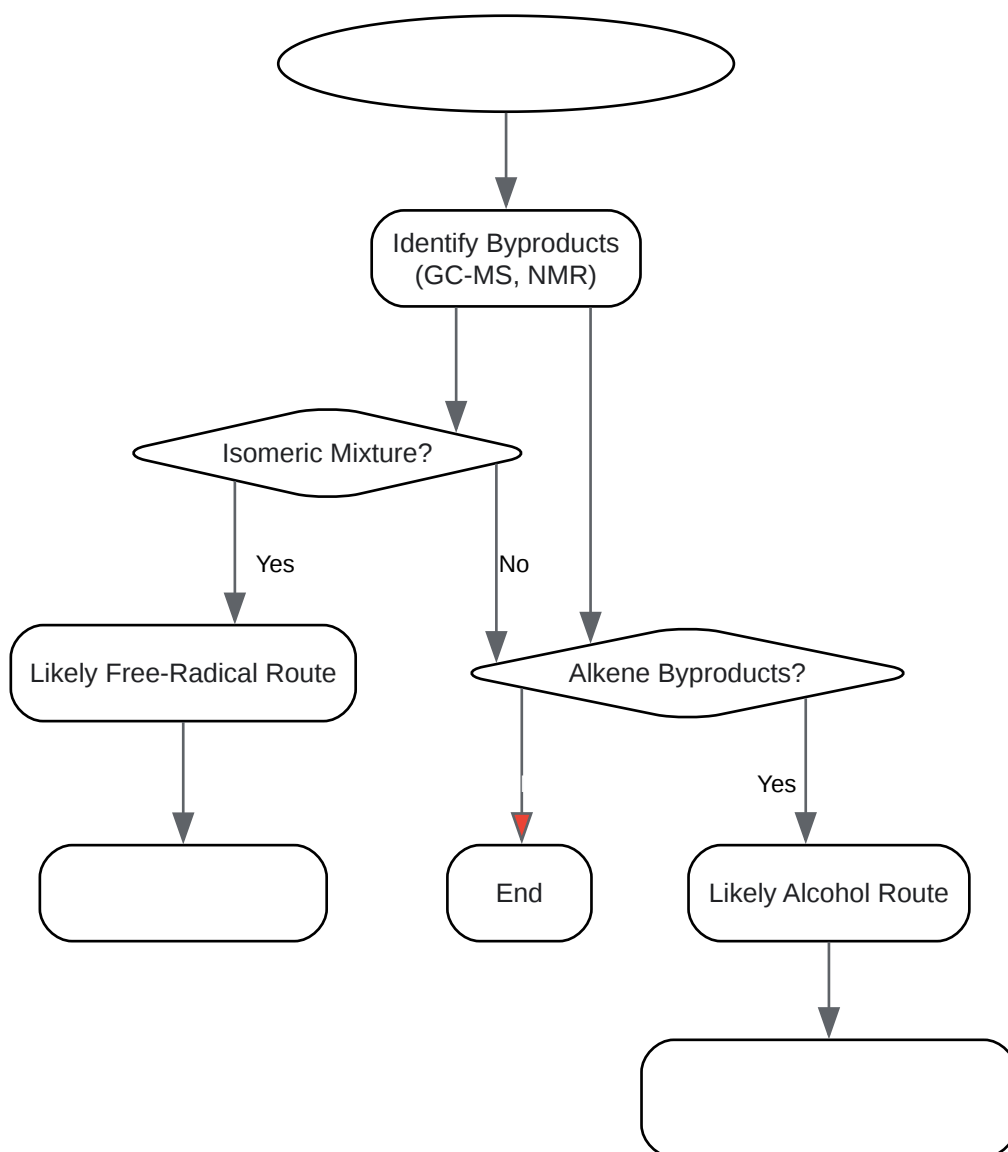 Identify Byproducts
(GC-MS, NMR)
Isomeric Mixture?
Yes
No
Likely Free-Radical Route
Alkene Byproducts?
Yes
End
Likely Alcohol Route